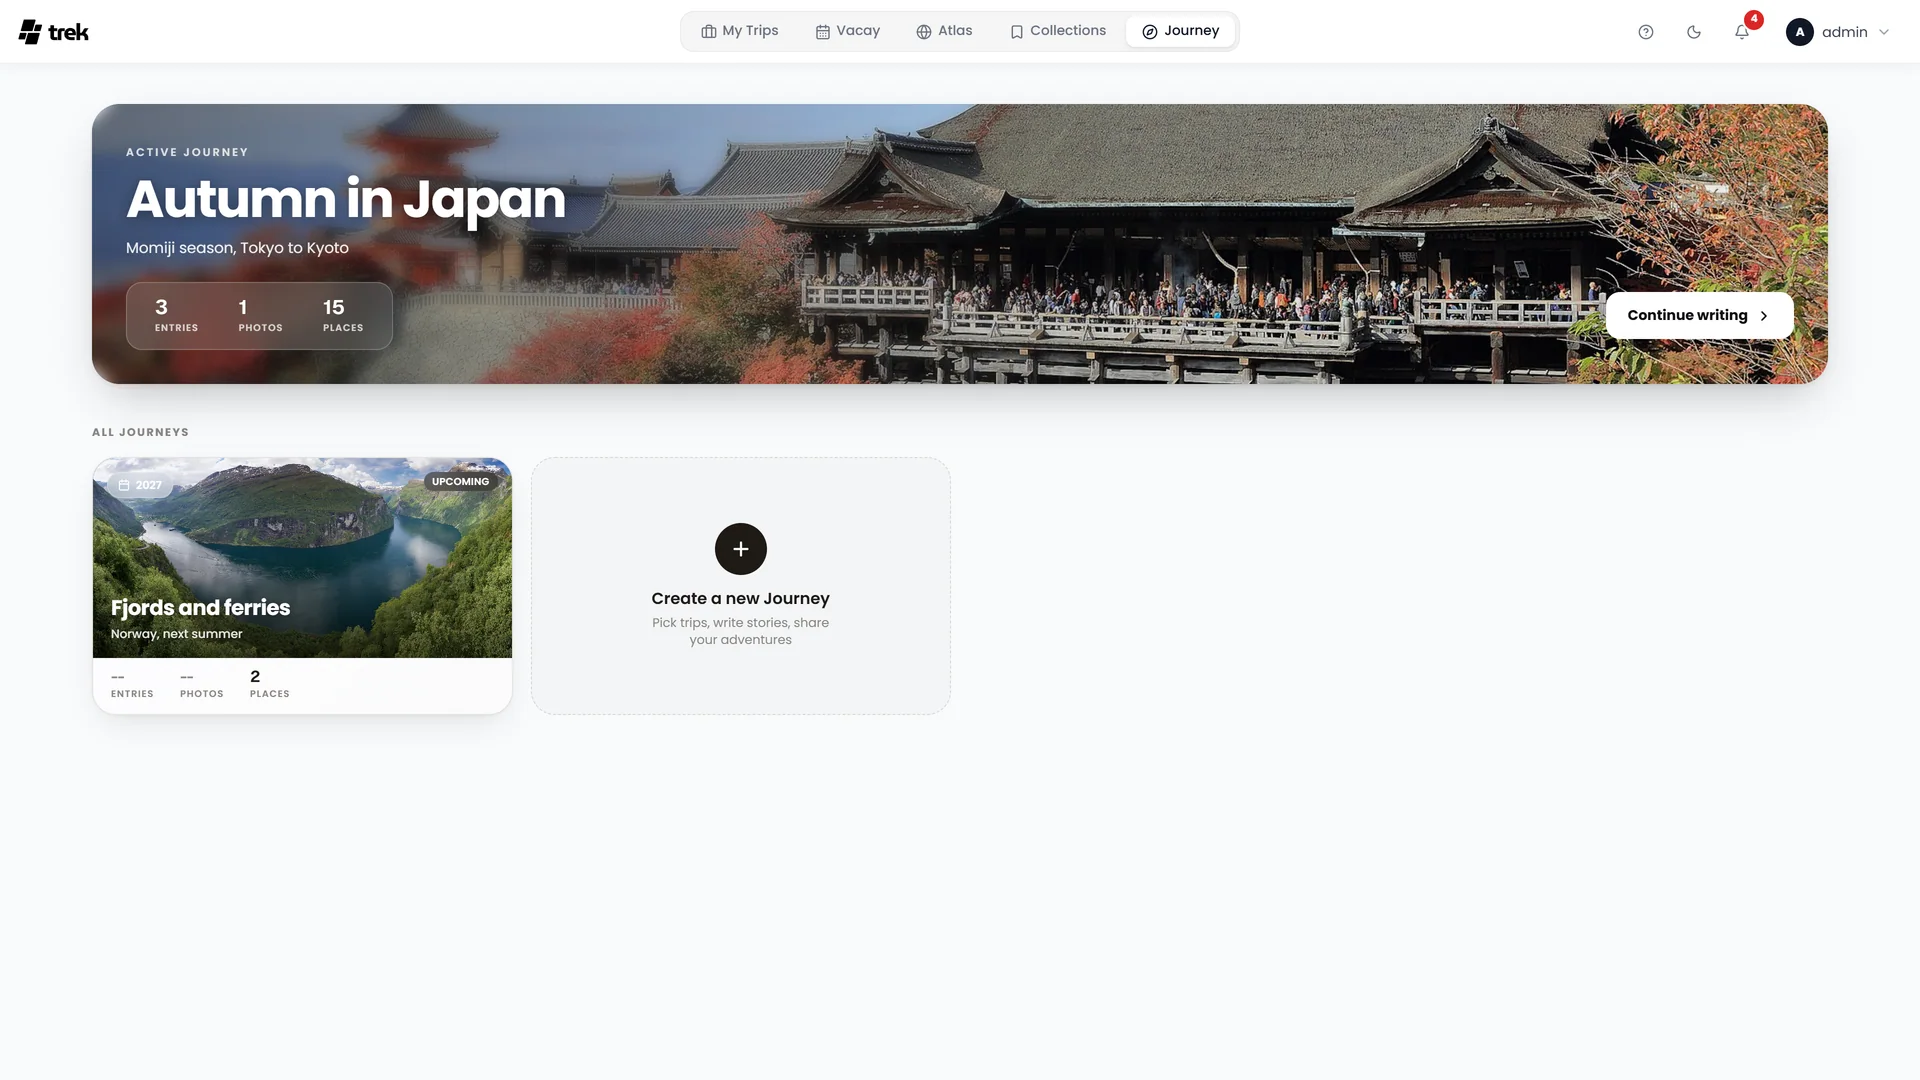 trek
My Trips
Vacay
Atlas
Collections
Journey
4
A
admin
ACTIVE JOURNEY
Autumn in Japan
Momiji season, Tokyo to Kyoto
3 1 15
ENTRIES PHOTOS PLACES
Continue writing
ALL JOURNEYS
2027
UPCOMING
Fjords and ferries
Norway, next summer
-- -- 2
ENTRIES PHOTOS PLACES
Create a new Journey
Pick trips, write stories, share
your adventures